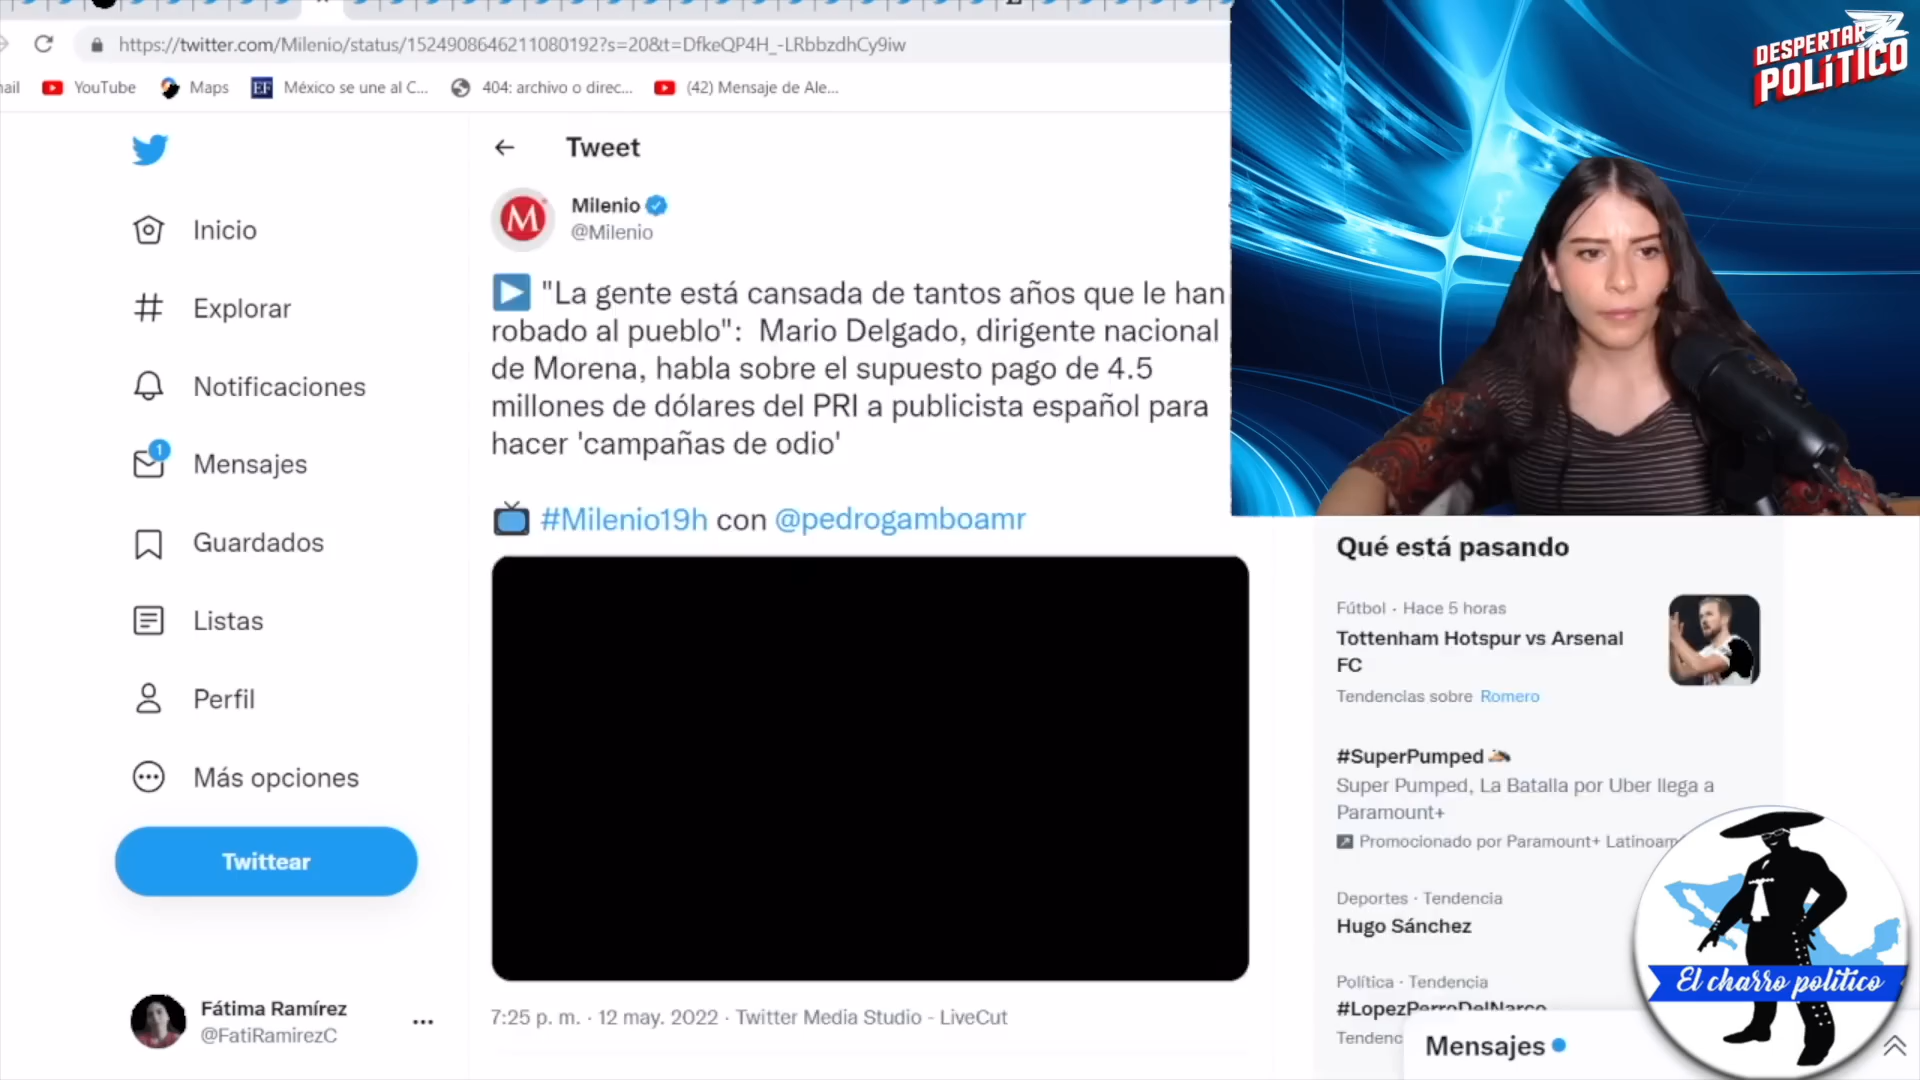 https://twitter.com/Milenio/status/1524908646211080192?s=20&t=DfkeQP4H_-LRbbzdhCy9iw
YouTube
Maps
EF
México se une al C...
404: archivo o direc...
(42) Mensaje de Ale...
DESPERTAR
POLÍTICO
Tweet
Inicio
Explorar
Notificaciones
1
Mensajes
Guardados
Listas
Perfil
Más opciones
Twittear
Fátima Ramírez
@FatiRamirezC
M
Milenio
@Milenio
"La gente está cansada de tantos años que le han
robado al pueblo": Mario Delgado, dirigente nacional
de Morena, habla sobre el supuesto pago de 4.5
millones de dólares del PRI a publicista español para
hacer 'campañas de odio'
#Milenio19h con @pedrogamboamr
7:25 p. m. · 12 may. 2022 · Twitter Media Studio - LiveCut
Qué está pasando
Fútbol · Hace 5 horas
Tottenham Hotspur vs Arsenal
FC
Tendencias sobre Romero
#SuperPumped
Super Pumped, La Batalla por Uber llega a
Paramount+
Promocionado por Paramount+ Latinoam
Deportes · Tendencia
Hugo Sánchez
Política · Tendencia
#LopezPerroDelNarco
Tendenc
Mensajes
El charro político